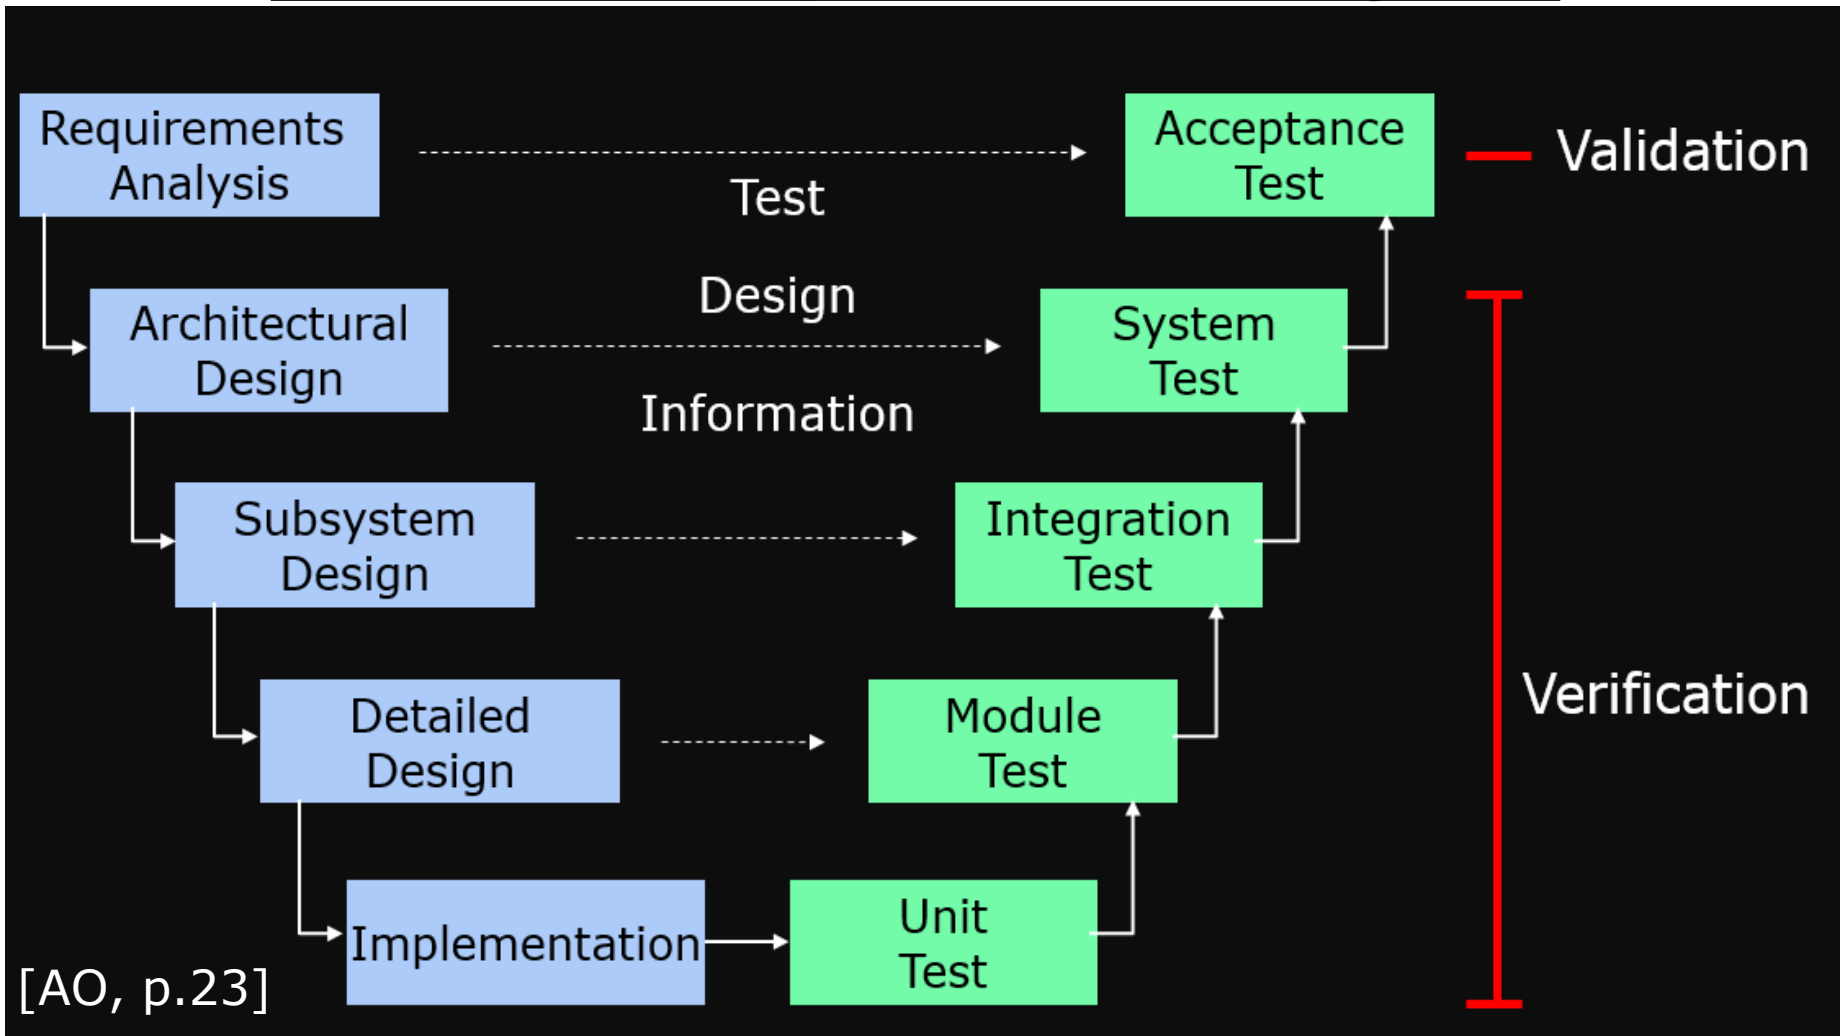 Requirements
Analysis
Acceptance
Test
Validation
Test
Design
Information
Architectural
Design
System
Test
Subsystem
Design
Integration
Test
Detailed
Design
Module
Test
Verification
Implementation
Unit
Test
[AO, p.23]